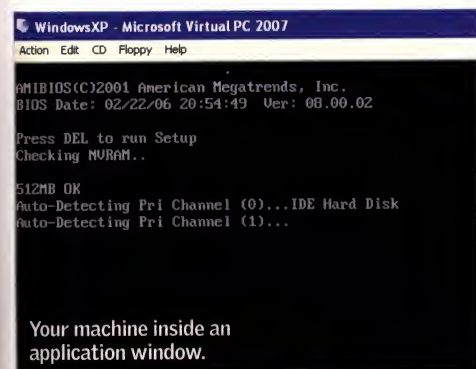 WindowsXP - Microsoft Virtual PC 2007
Action Edit CD Floppy Help
AMIBIOS(C)2001 American Megatrends, Inc.
BIOS Date: 02/22/06 20:54:49 Ver: 08.00.02
Press DEL to run Setup
Checking NVRAM..
512MB OK
Auto-Detecting Pri Channel (0)...IDE Hard Disk
Auto-Detecting Pri Channel (1)...
Your machine inside an
application window.